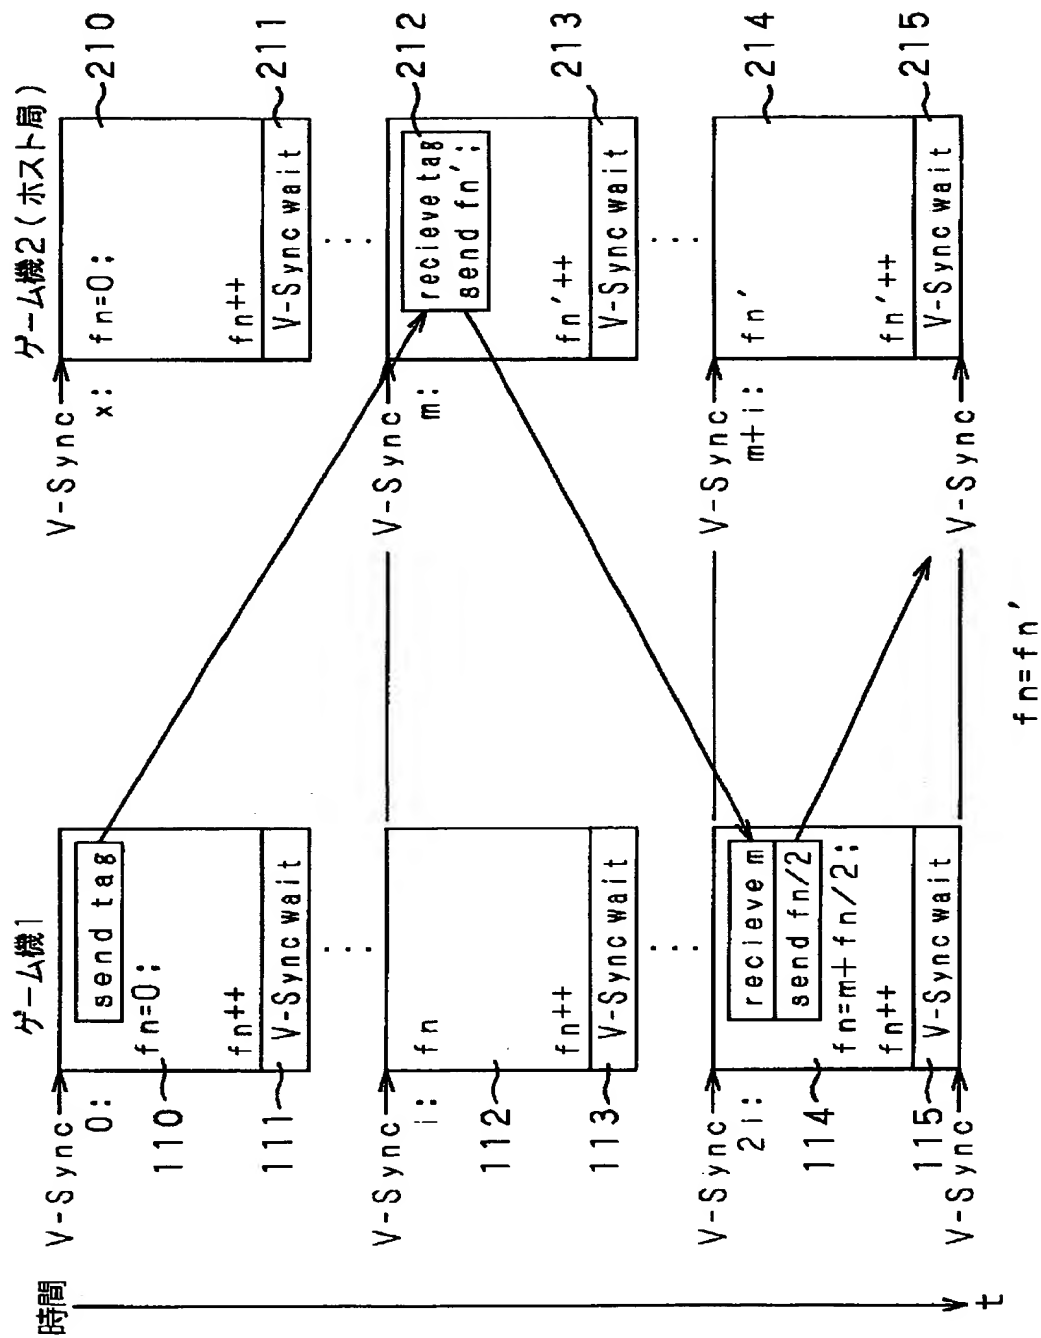 時間
t
ゲーム機1
ゲーム機2(ホスト局)
V-Sync
0:
send tag
fn=0;
fn++
V-Sync wait
110
111
V-Sync
x:
fn=0;
fn++
V-Sync wait
210
211
V-Sync
i:
fn
fn++
V-Sync wait
112
113
V-Sync
m:
recieve tag
send fn';
fn'++
V-Sync wait
212
213
V-Sync
2i:
recieve m
send fn/2
fn=m+fn/2;
fn++
V-Sync wait
114
115
V-Sync
V-Sync
m+i:
fn'
fn'++
V-Sync wait
214
215
V-Sync
fn=fn'